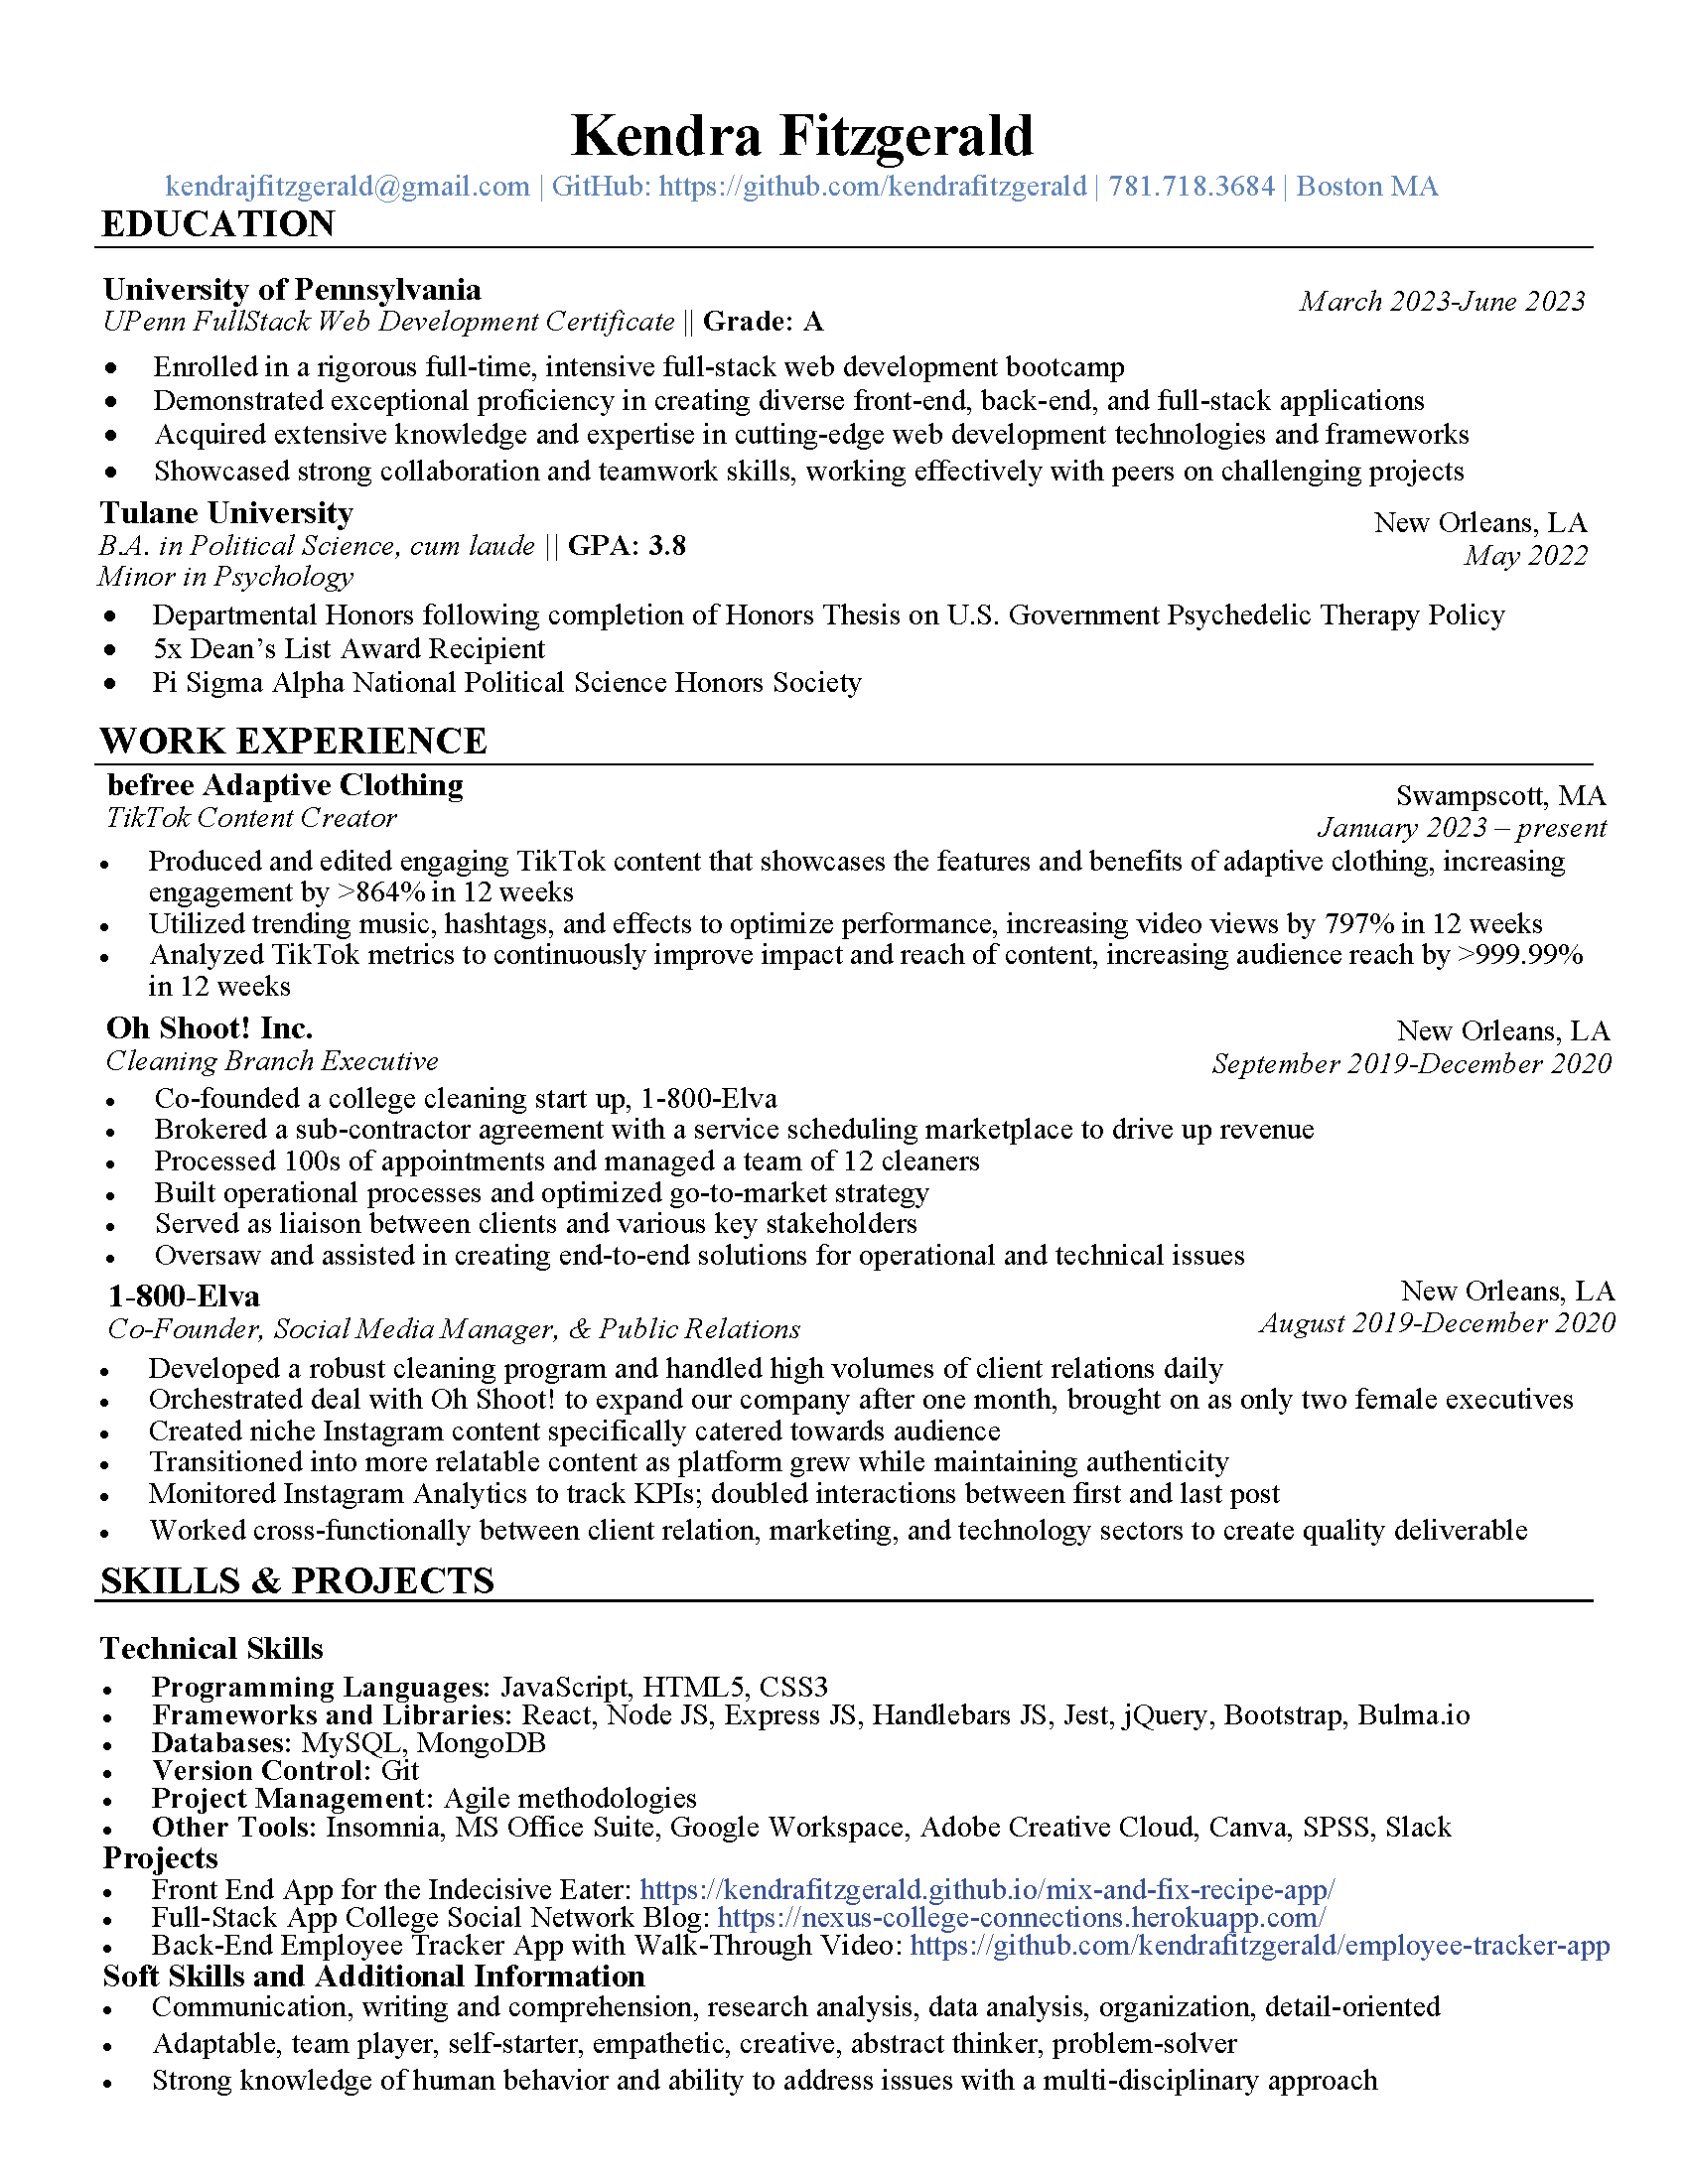 Kendra Fitzgerald
kendrajfitzgerald@gmail.com | GitHub: https://github.com/kendrafitzgerald | 781.718.3684 | Boston MA
EDUCATION
University of Pennsylvania
March 2023-June 2023
UPenn FullStack Web Development Certificate || Grade: A
• Enrolled in a rigorous full-time, intensive full-stack web development bootcamp
• Demonstrated exceptional proficiency in creating diverse front-end, back-end, and full-stack applications
• Acquired extensive knowledge and expertise in cutting-edge web development technologies and frameworks
• Showcased strong collaboration and teamwork skills, working effectively with peers on challenging projects
Tulane University
New Orleans, LA
B.A. in Political Science, cum laude || GPA: 3.8
May 2022
Minor in Psychology
• Departmental Honors following completion of Honors Thesis on U.S. Government Psychedelic Therapy Policy
• 5x Dean’s List Award Recipient
• Pi Sigma Alpha National Political Science Honors Society
WORK EXPERIENCE
befree Adaptive Clothing
Swampscott, MA
TikTok Content Creator
January 2023 – present
• Produced and edited engaging TikTok content that showcases the features and benefits of adaptive clothing, increasing
engagement by >864% in 12 weeks
• Utilized trending music, hashtags, and effects to optimize performance, increasing video views by 797% in 12 weeks
• Analyzed TikTok metrics to continuously improve impact and reach of content, increasing audience reach by >999.99%
in 12 weeks
Oh Shoot! Inc.
New Orleans, LA
Cleaning Branch Executive
September 2019-December 2020
• Co-founded a college cleaning start up, 1-800-Elva
• Brokered a sub-contractor agreement with a service scheduling marketplace to drive up revenue
• Processed 100s of appointments and managed a team of 12 cleaners
• Built operational processes and optimized go-to-market strategy
• Served as liaison between clients and various key stakeholders
• Oversaw and assisted in creating end-to-end solutions for operational and technical issues
1-800-Elva
New Orleans, LA
Co-Founder, Social Media Manager, & Public Relations
August 2019-December 2020
• Developed a robust cleaning program and handled high volumes of client relations daily
• Orchestrated deal with Oh Shoot! to expand our company after one month, brought on as only two female executives
• Created niche Instagram content specifically catered towards audience
• Transitioned into more relatable content as platform grew while maintaining authenticity
• Monitored Instagram Analytics to track KPIs; doubled interactions between first and last post
• Worked cross-functionally between client relation, marketing, and technology sectors to create quality deliverable
SKILLS & PROJECTS
Technical Skills
• Programming Languages: JavaScript, HTML5, CSS3
• Frameworks and Libraries: React, Node JS, Express JS, Handlebars JS, Jest, jQuery, Bootstrap, Bulma.io
• Databases: MySQL, MongoDB
• Version Control: Git
• Project Management: Agile methodologies
• Other Tools: Insomnia, MS Office Suite, Google Workspace, Adobe Creative Cloud, Canva, SPSS, Slack
Projects
• Front End App for the Indecisive Eater: https://kendrafitzgerald.github.io/mix-and-fix-recipe-app/
• Full-Stack App College Social Network Blog: https://nexus-college-connections.herokuapp.com/
• Back-End Employee Tracker App with Walk-Through Video: https://github.com/kendrafitzgerald/employee-tracker-app
Soft Skills and Additional Information
• Communication, writing and comprehension, research analysis, data analysis, organization, detail-oriented
• Adaptable, team player, self-starter, empathetic, creative, abstract thinker, problem-solver
• Strong knowledge of human behavior and ability to address issues with a multi-disciplinary approach